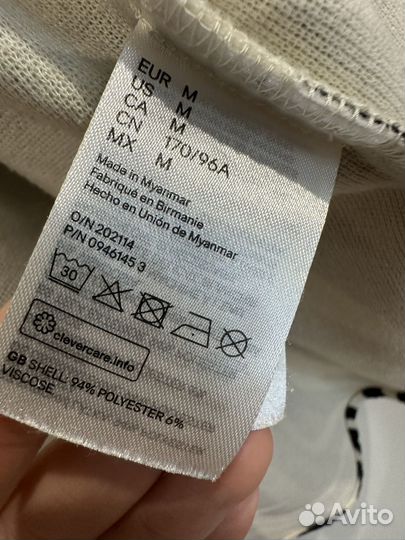 EUR M
US M
CA M
CN 170/96A
MX M
Made in Myanmar
Fabriqué en Birmanie
Hecho en Unión de Myanmar
O/N 202114
P/N 0946145 3
30
clevercare.info
GB SHELL: 94% POLYESTER 6%
VISCOSE
Avito